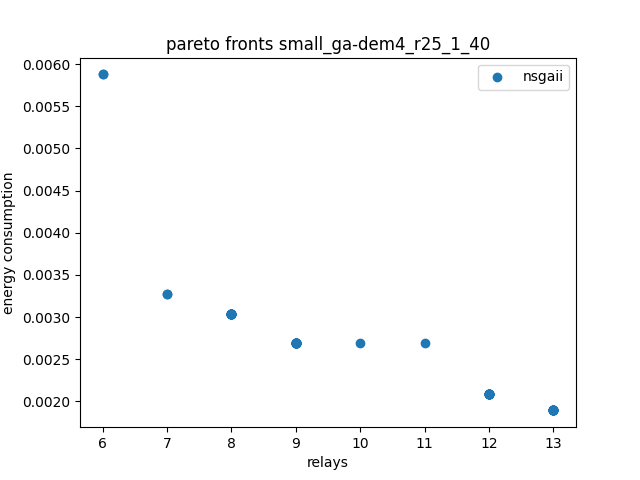 pareto fronts small_ga-dem4_r25_1_40
nsgaii
energy consumption
0.0060
0.0055
0.0050
0.0045
0.0040
0.0035
0.0030
0.0025
0.0020
6 7 8 9 10 11 12 13
relays